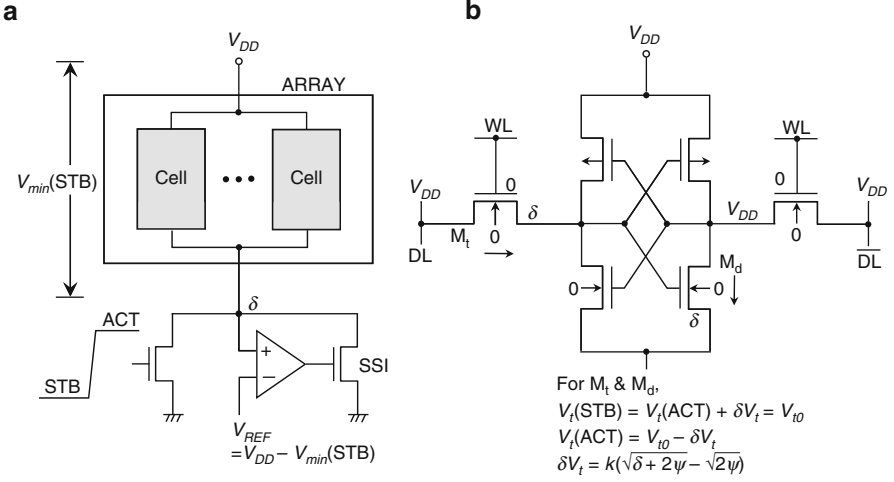 a
V_DD
ARRAY
Cell
•••
Cell
V_min(STB)
δ
ACT
STB
+
−
SSI
V_REF
=V_DD − V_min(STB)
b
V_DD
WL
WL
V_DD
0
δ
V_DD
0
V_DD
M_t
0
0
DL
DL̅
M_d
0
0
δ
For M_t & M_d,
V_t(STB) = V_t(ACT) + δV_t = V_t0
V_t(ACT) = V_t0 − δV_t
δV_t = k(√(δ + 2ψ) − √(2ψ))